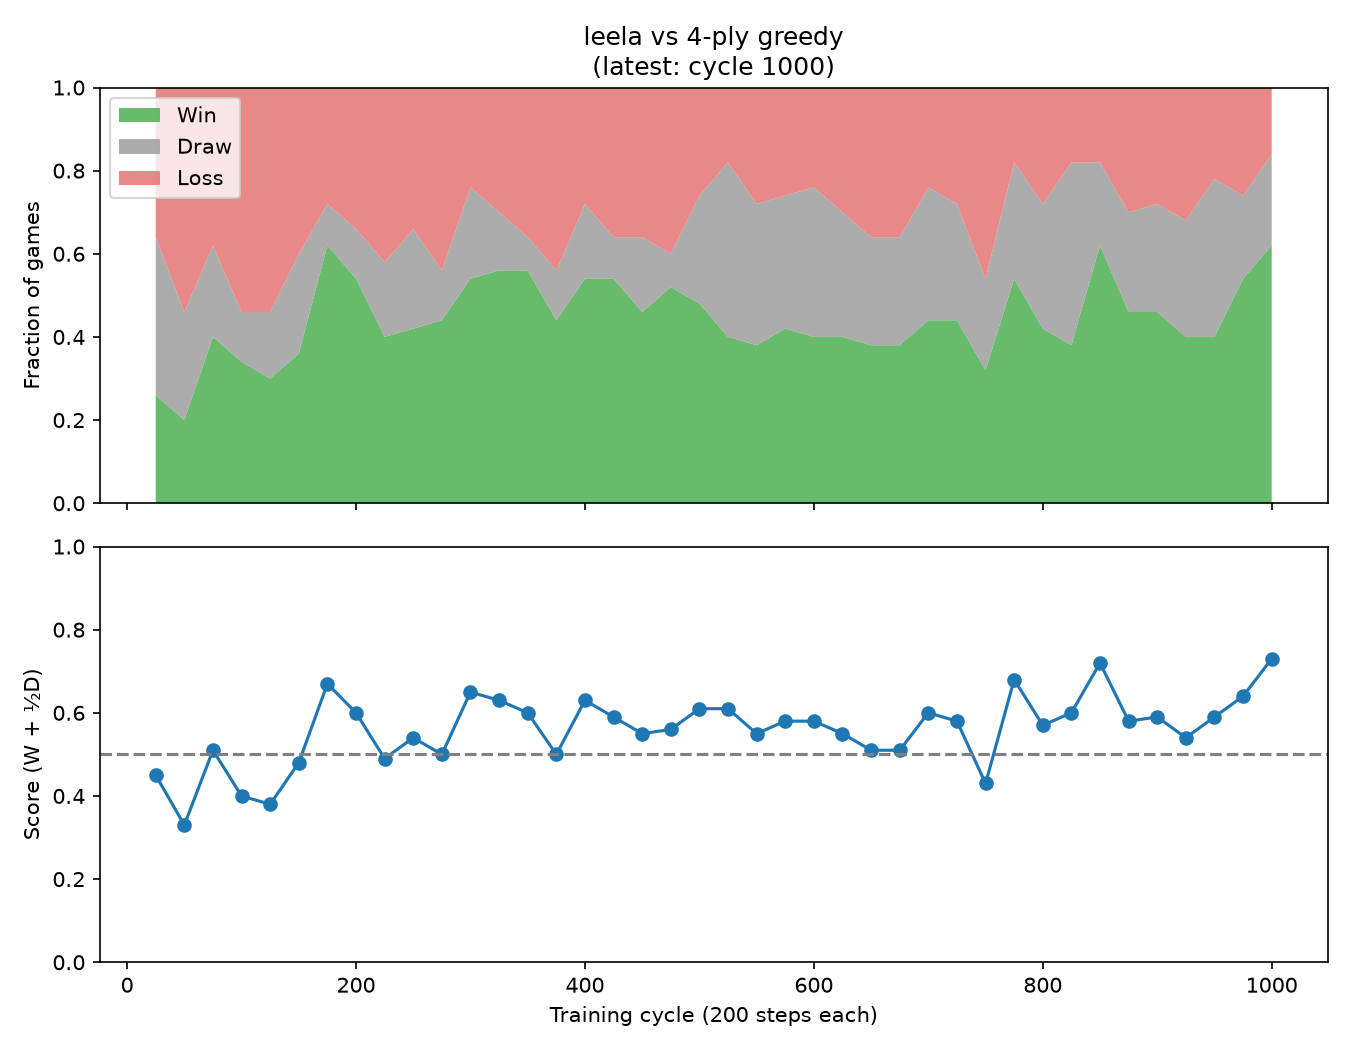 leela vs 4-ply greedy
(latest: cycle 1000)
Fraction of games
1.0
0.8
0.6
0.4
0.2
0.0
Win
Draw
Loss
Score (W + ½D)
1.0
0.8
0.6
0.4
0.2
0.0
0 200 400 600 800 1000
Training cycle (200 steps each)